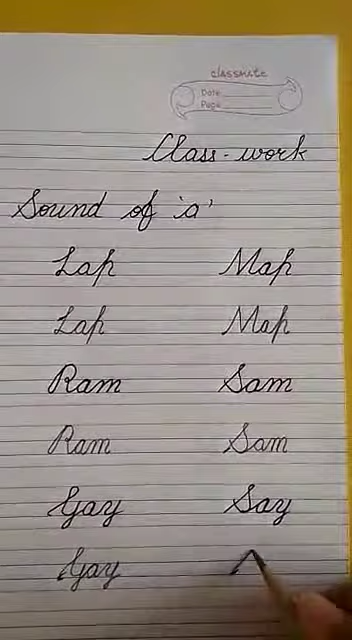 classmate
Date
Page
Class-work
Sound of 'a'
Lap Map
Lap Map
Ram Sam
Ram Sam
Gay Say
Gay